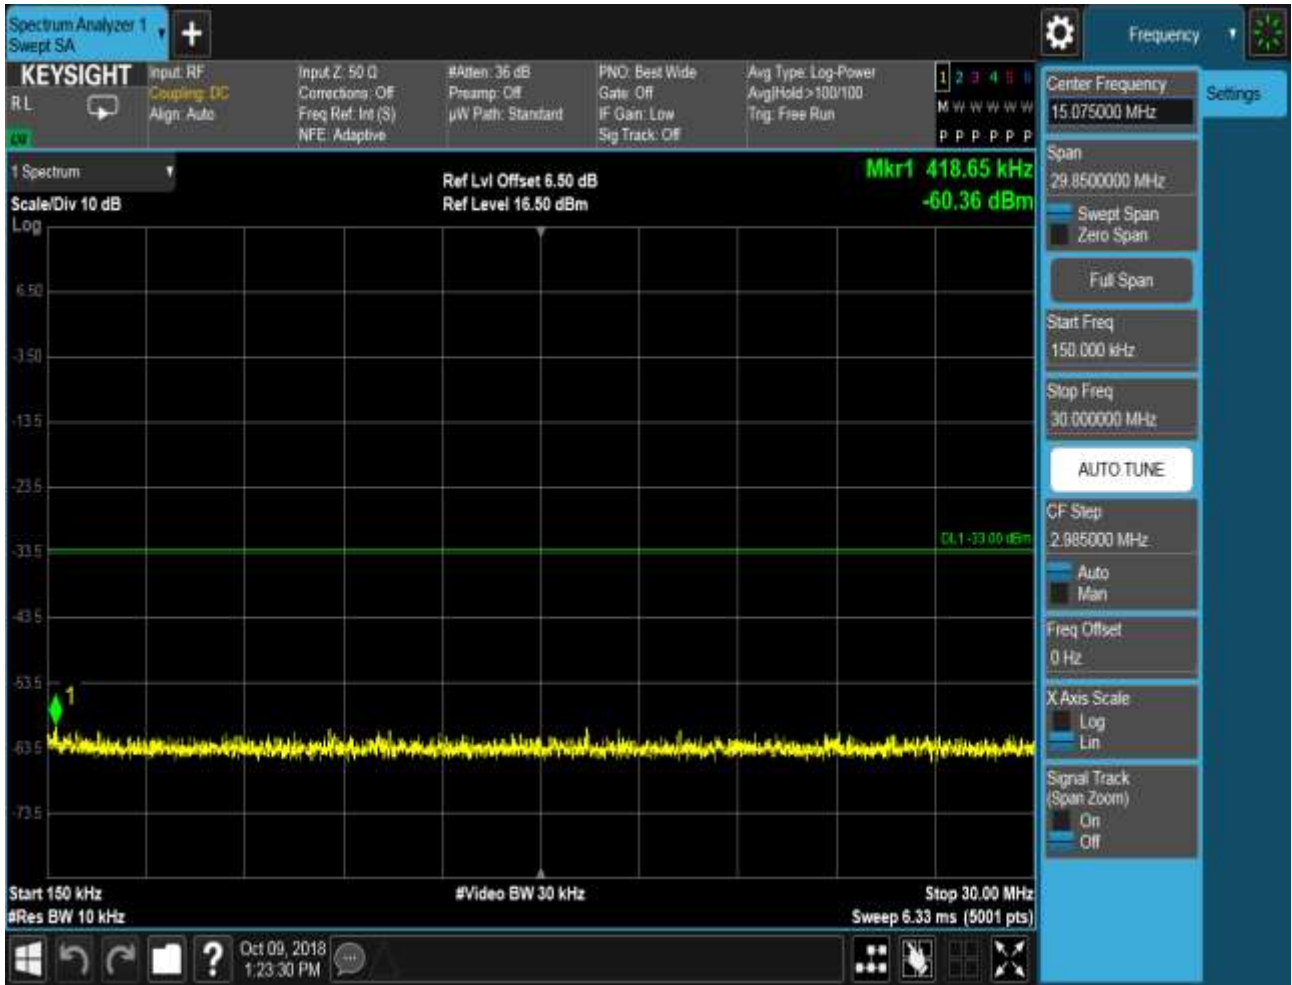 Spectrum Analyzer 1
Swept SA
+
Frequency
KEYSIGHT
RL
Input: RF
Coupling: DC
Align: Auto
Input Z: 50 Ω
Corrections: Off
Freq Ref: Int (S)
NFE: Adaptive
#Atten: 36 dB
Preamp: Off
µW Path: Standard
PNO: Best Wide
Gate: Off
IF Gain: Low
Sig Track: Off
Avg Type: Log-Power
Avg|Hold:>100/100
Trig: Free Run
1 2 3 4 5 6
M W W W W W
P P P P P P
1 Spectrum
Scale/Div 10 dB
Log
Ref Lvl Offset 6.50 dB
Ref Level 16.50 dBm
Mkr1 418.65 kHz
-60.36 dBm
6.50
-3.50
-13.5
-23.5
-33.5
DL1 -33.00 dBm
-43.5
-53.5
1
-63.5
-73.5
Start 150 kHz
#Res BW 10 kHz
#Video BW 30 kHz
Stop 30.00 MHz
Sweep 6.33 ms (5001 pts)
Oct 09, 2018
1:23:30 PM
Center Frequency
15.075000 MHz
Settings
Span
29.8500000 MHz
Swept Span
Zero Span
Full Span
Start Freq
150.000 kHz
Stop Freq
30.000000 MHz
AUTO TUNE
CF Step
2.985000 MHz
Auto
Man
Freq Offset
0 Hz
X Axis Scale
Log
Lin
Signal Track
(Span Zoom)
On
Off